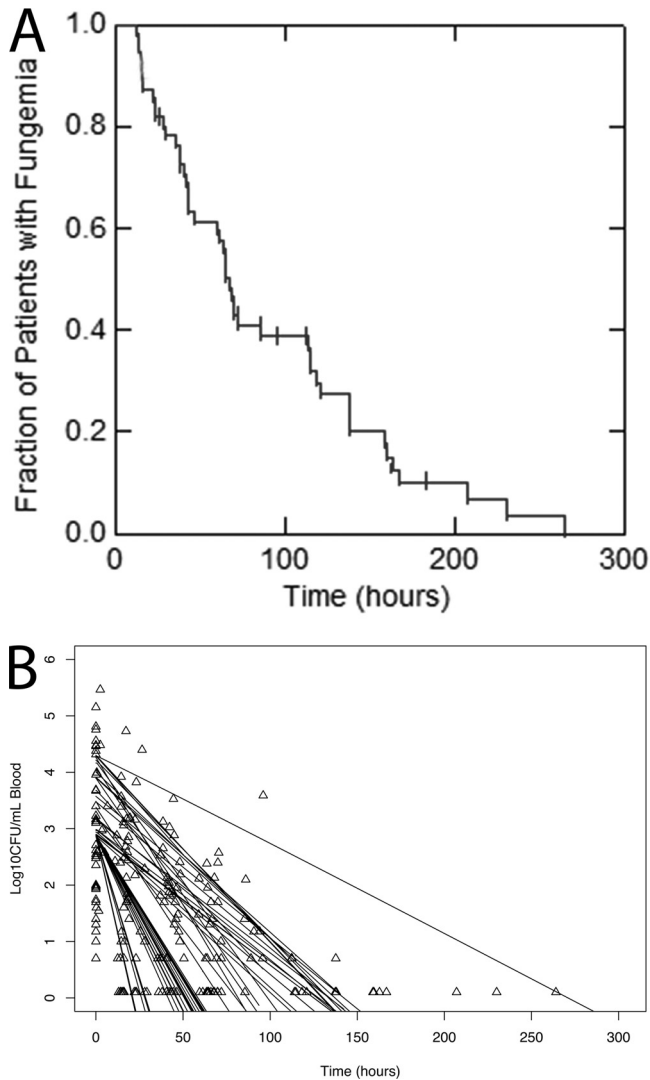 A
Fraction of Patients with Fungemia
1.0
0.8
0.6
0.4
0.2
0.0
0 100 200 300
Time (hours)
B
Log10CFU/mL Blood
6
5
4
3
2
1
0
0 50 100 150 200 250 300
Time (hours)